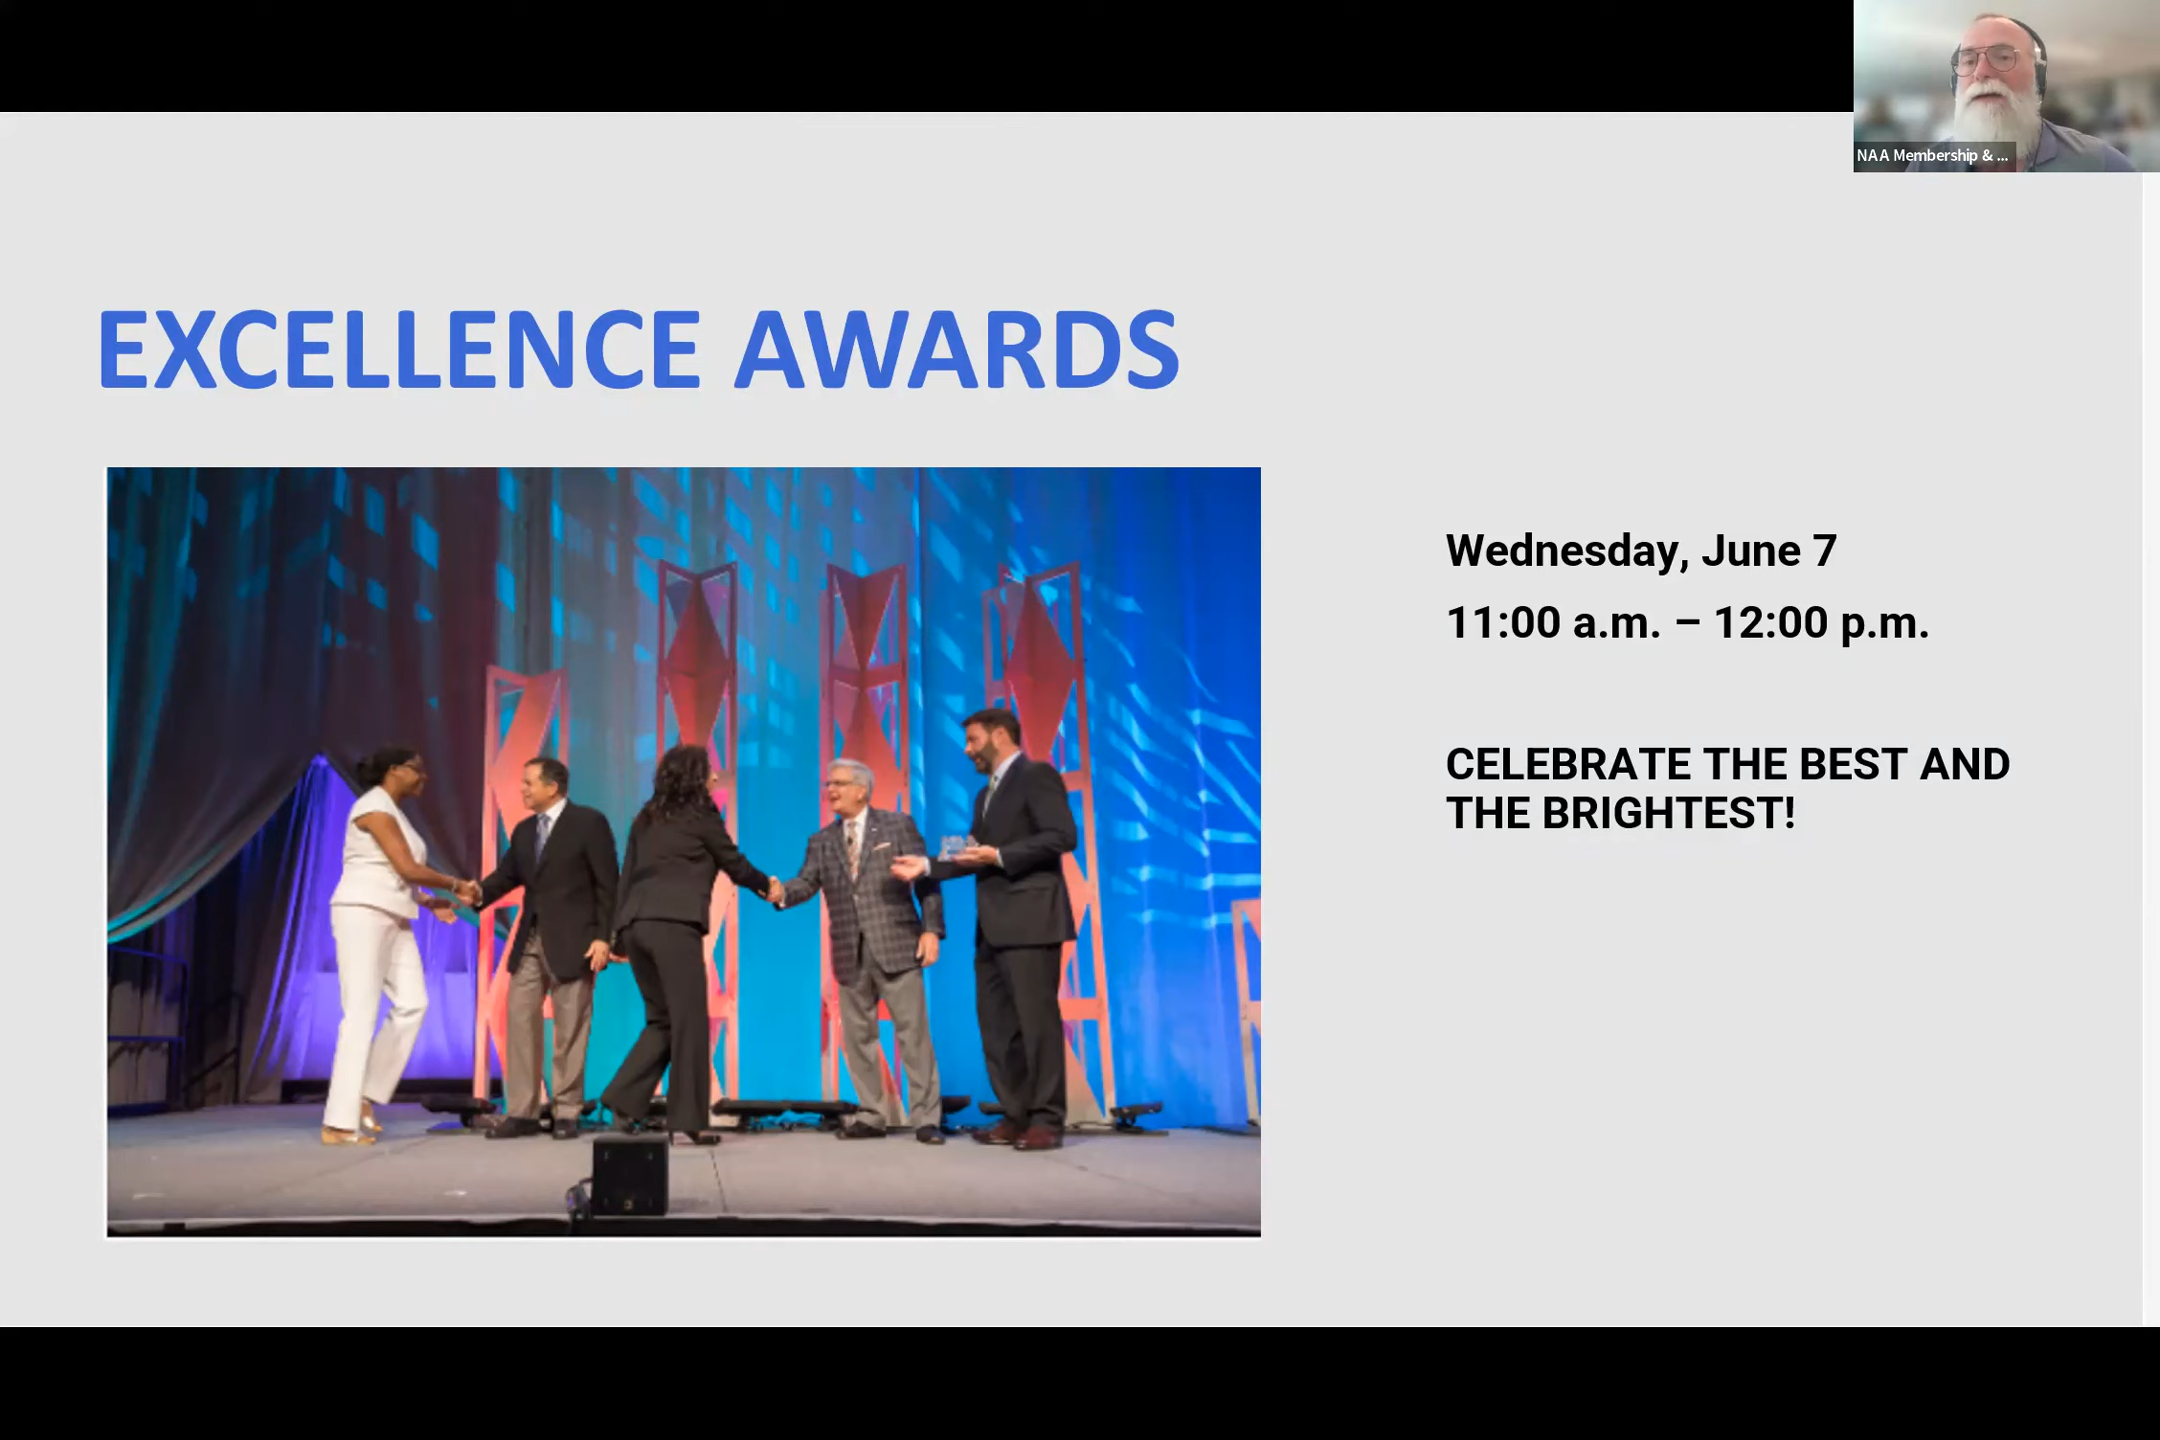 NAA Membership & ...
EXCELLENCE AWARDS
Wednesday, June 7
11:00 a.m. – 12:00 p.m.
CELEBRATE THE BEST AND
THE BRIGHTEST!